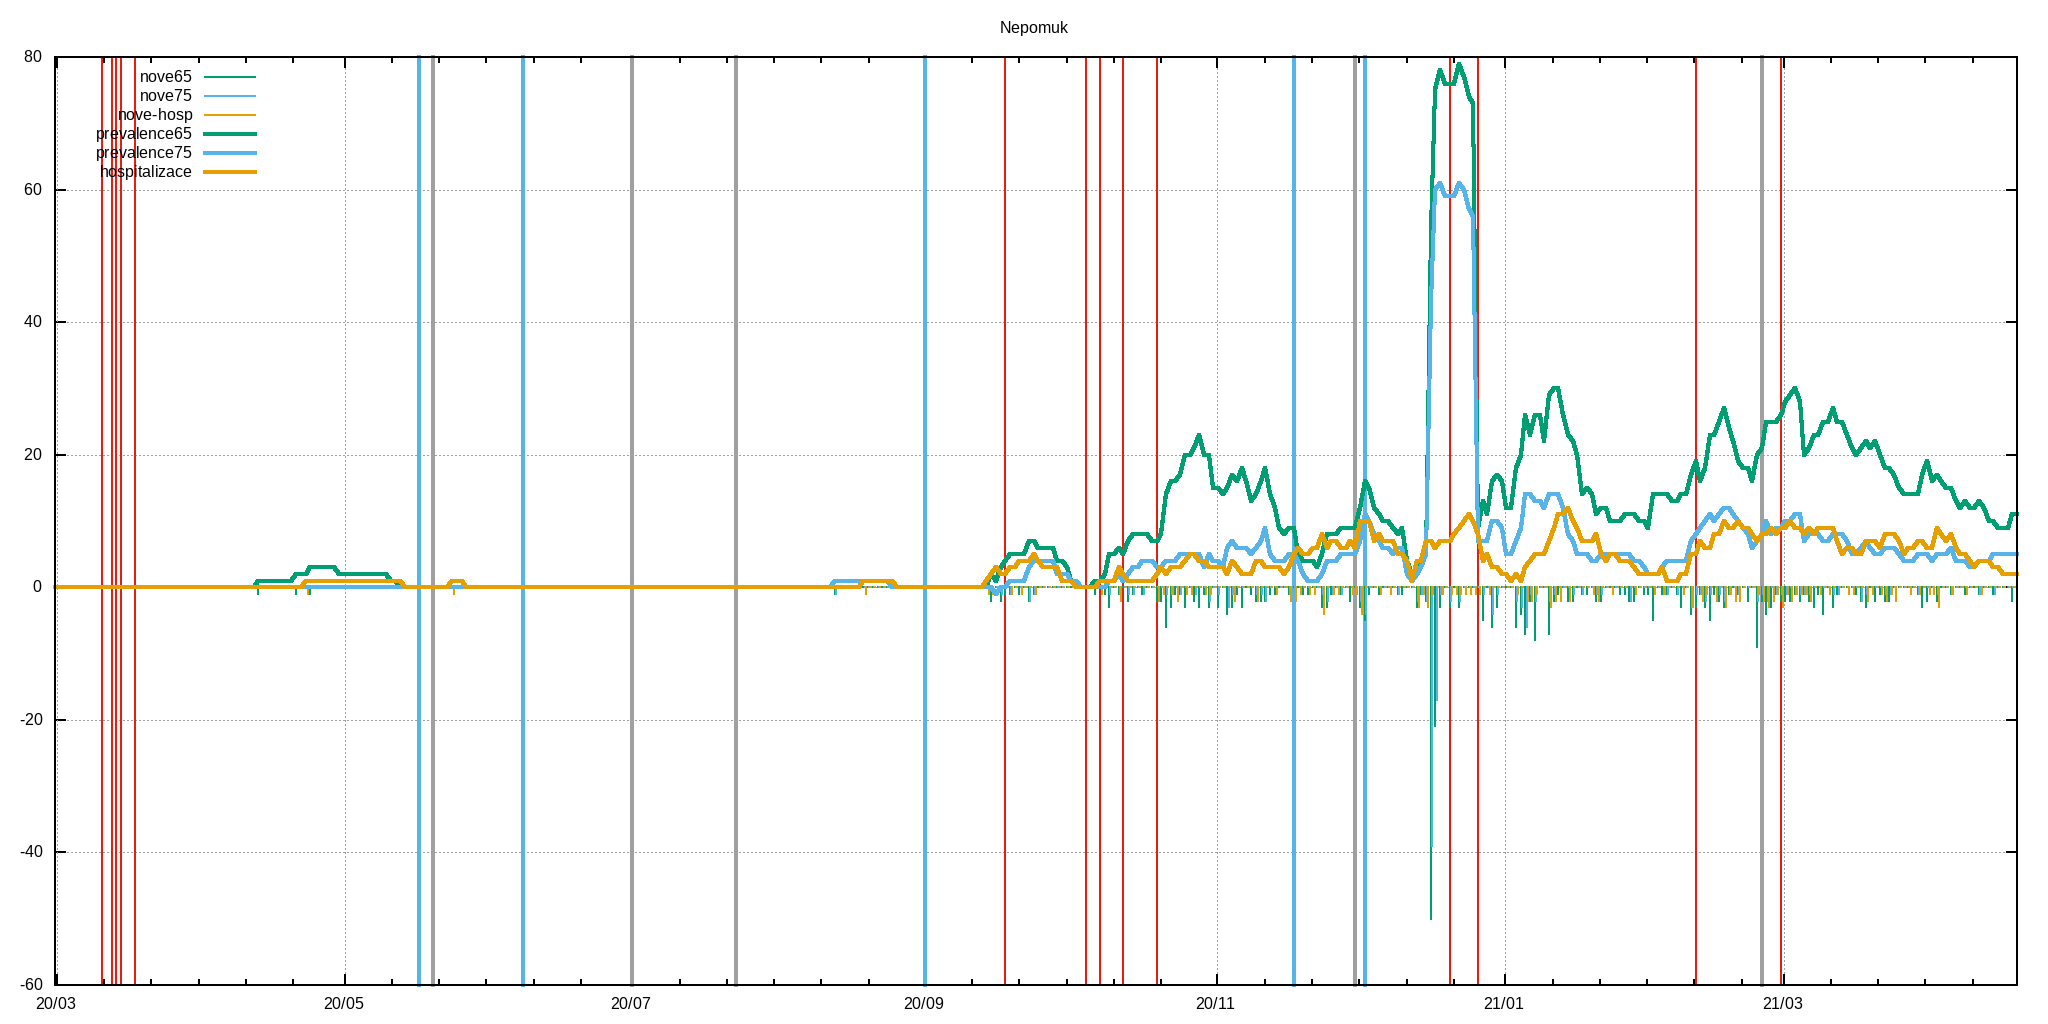 Nepomuk
80
nove65
nove75
nove-hosp
prevalence65
prevalence75
hospitalizace
60
40
20
0
-20
-40
-60
20/03 20/05 20/07 20/09 20/11 21/01 21/03